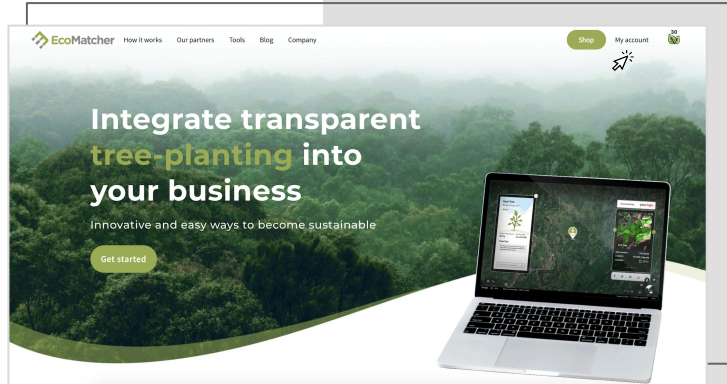 EcoMatcher
How it works
Our partners
Tools
Blog
Company
Shop
My account
30
Integrate transparent
tree-planting into
your business
Innovative and easy ways to become sustainable
Get started